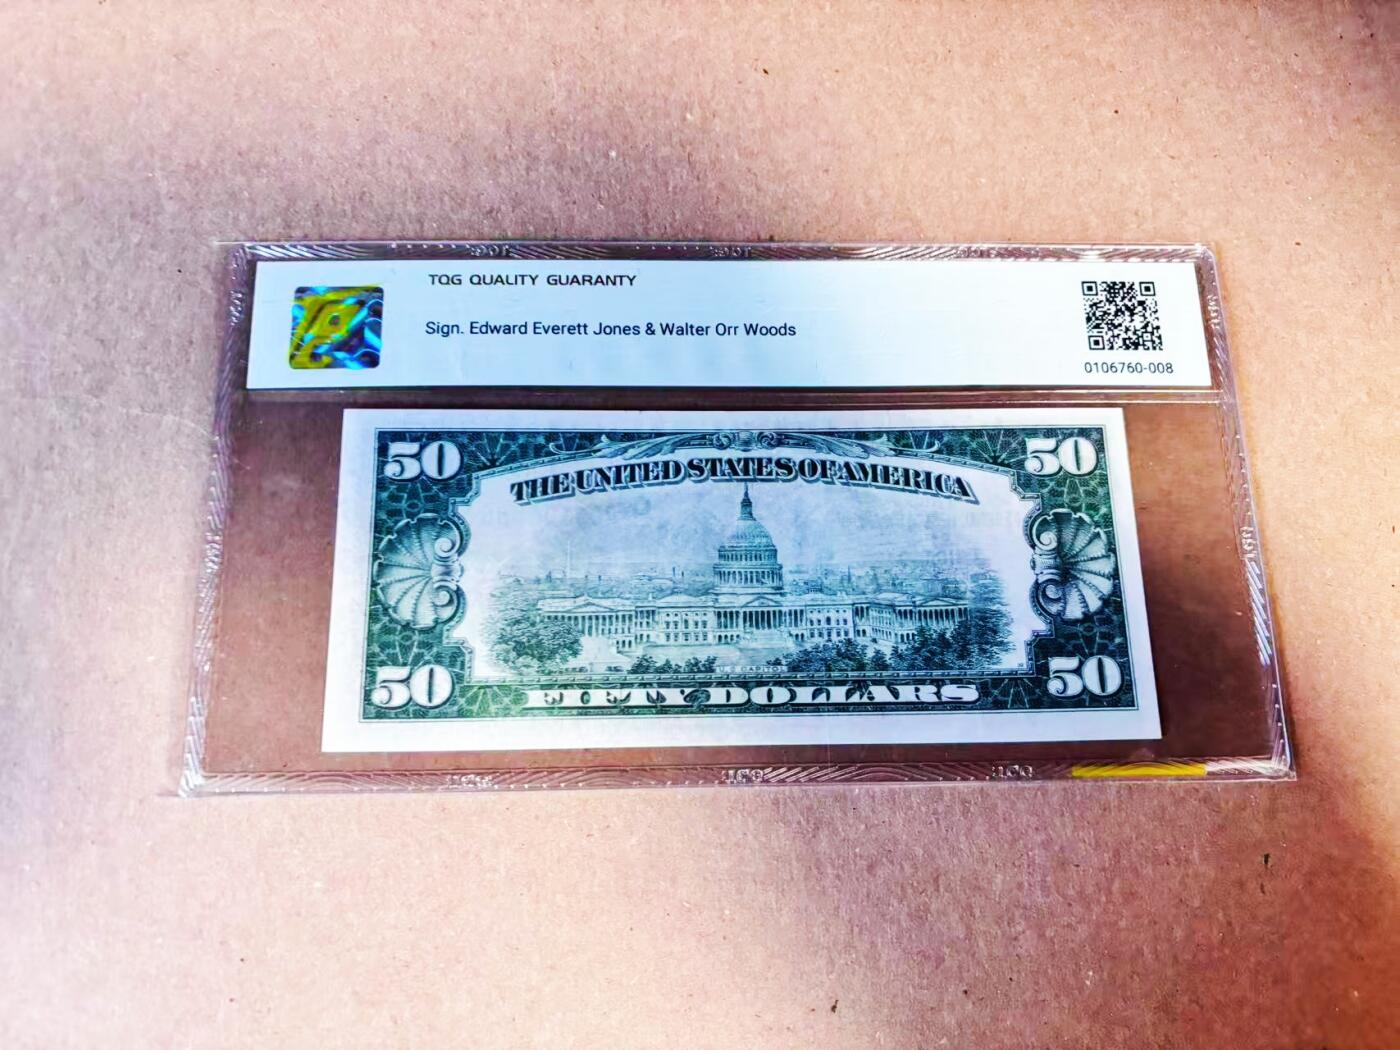 TQG QUALITY GUARANTY
Sign. Edward Everett Jones & Walter Orr Woods
0106760-008
50 50
THE UNITED STATES OF AMERICA
U.S. CAPITOL
50 50
FIFTY DOLLARS